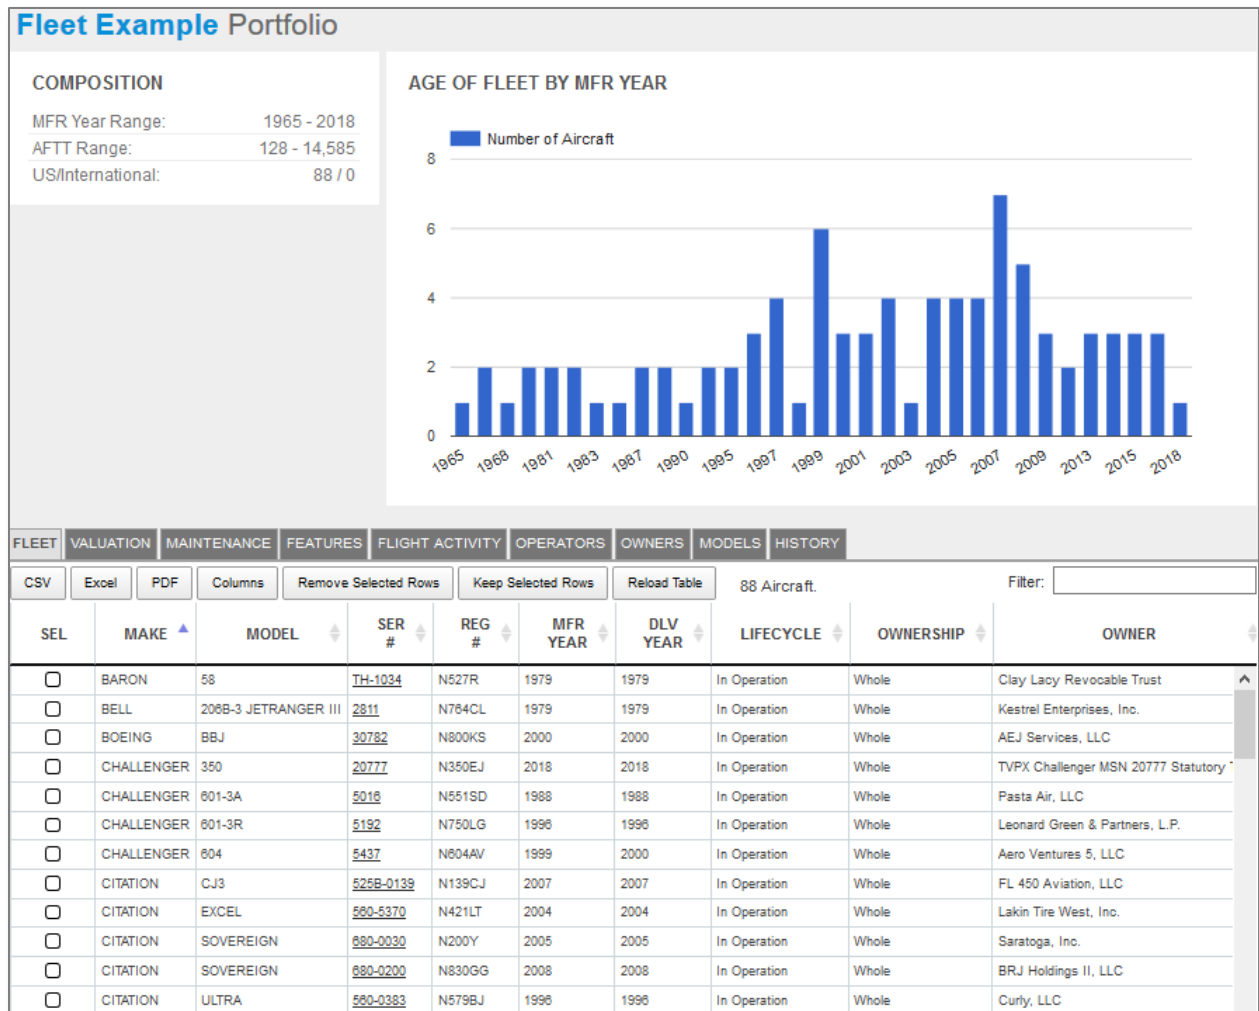 Fleet Example Portfolio
COMPOSITION
MFR Year Range: 1965 - 2018
AFTT Range: 128 - 14,585
US/International: 88 / 0
AGE OF FLEET BY MFR YEAR
Number of Aircraft
8
6
4
2
0
1965 1968 1981 1983 1987 1990 1995 1997 1999 2001 2003 2005 2007 2009 2013 2015 2018
FLEET VALUATION MAINTENANCE FEATURES FLIGHT ACTIVITY OPERATORS OWNERS MODELS HISTORY
CSV Excel PDF Columns Remove Selected Rows Keep Selected Rows Reload Table 88 Aircraft. Filter:
SEL MAKE MODEL SER # REG # MFR YEAR DLV YEAR LIFECYCLE OWNERSHIP OWNER
BARON 58 TH-1034 N527R 1979 1979 In Operation Whole Clay Lacy Revocable Trust
BELL 206B-3 JETRANGER III 2811 N764CL 1979 1979 In Operation Whole Kestrel Enterprises, Inc.
BOEING BBJ 30782 N800KS 2000 2000 In Operation Whole AEJ Services, LLC
CHALLENGER 350 20777 N350EJ 2018 2018 In Operation Whole TVPX Challenger MSN 20777 Statutory
CHALLENGER 601-3A 5016 N551SD 1988 1988 In Operation Whole Pasta Air, LLC
CHALLENGER 601-3R 5192 N750LG 1996 1996 In Operation Whole Leonard Green & Partners, L.P.
CHALLENGER 604 5437 N604AV 1999 2000 In Operation Whole Aero Ventures 5, LLC
CITATION CJ3 525B-0139 N139CJ 2007 2007 In Operation Whole FL 450 Aviation, LLC
CITATION EXCEL 560-5370 N421LT 2004 2004 In Operation Whole Lakin Tire West, Inc.
CITATION SOVEREIGN 680-0030 N200Y 2005 2005 In Operation Whole Saratoga, Inc.
CITATION SOVEREIGN 680-0200 N830GG 2008 2008 In Operation Whole BRJ Holdings II, LLC
CITATION ULTRA 560-0383 N579BJ 1996 1996 In Operation Whole Curly, LLC